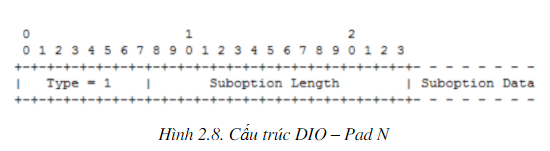 0 1 2
0 1 2 3 4 5 6 7 8 9 0 1 2 3 4 5 6 7 8 9 0 1 2 3
+-+-+-+-+-+-+-+-+-+-+-+-+-+-+-+-+-+-+-+-+-+-+-+-+- - - - - - - -
| Type = 1 | Suboption Length | Suboption Data
+-+-+-+-+-+-+-+-+-+-+-+-+-+-+-+-+-+-+-+-+-+-+-+-+- - - - - - - -
Hình 2.8. Cấu trúc DIO – Pad N